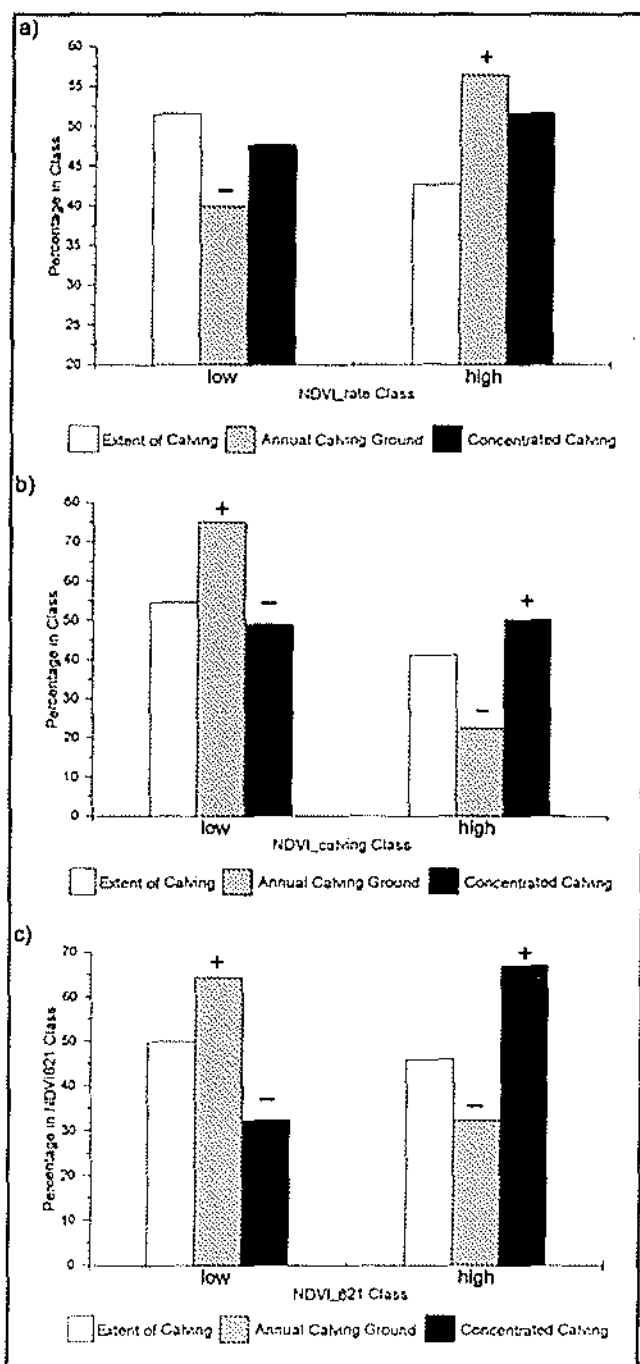 a)
60
+
55
50
45
−
40
35
30
25
20
Percentage in Class
low high
NDVI_rate Class
Extent of Calving Annual Calving Ground Concentrated Calving
b)
80
+
70
60
− +
50
40
30
−
20
10
0
Percentage in Class
low high
NDVI_calving Class
Extent of Calving Annual Calving Ground Concentrated Calving
c)
70
+ +
60
50
40
− −
30
20
10
0
Percentage in NDVI621 Class
low high
NDVI_621 Class
Extent of Calving Annual Calving Ground Concentrated Calving